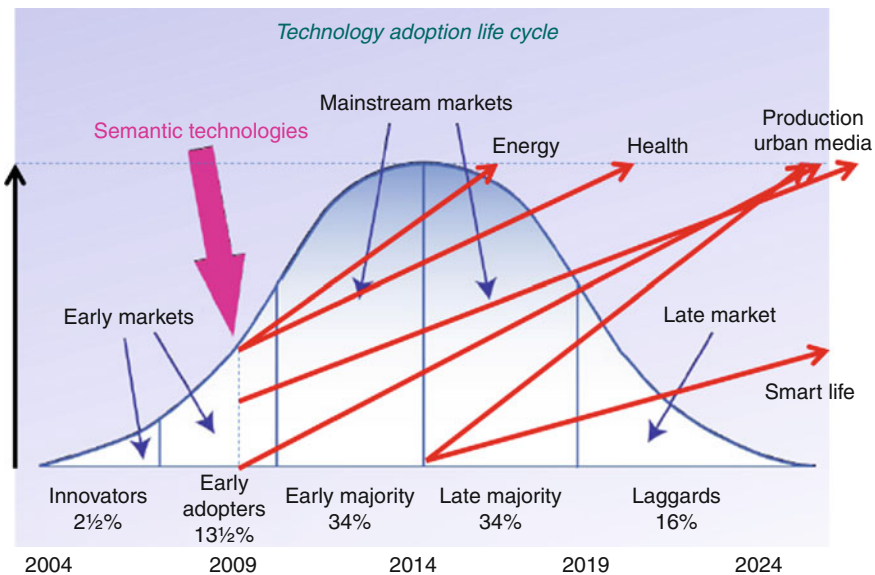 Technology adoption life cycle
Mainstream markets
Semantic technologies
Energy
Health
Production
urban media
Early markets
Late market
Smart life
Innovators
2½%
Early
adopters
13½%
Early majority
34%
Late majority
34%
Laggards
16%
2004
2009
2014
2019
2024